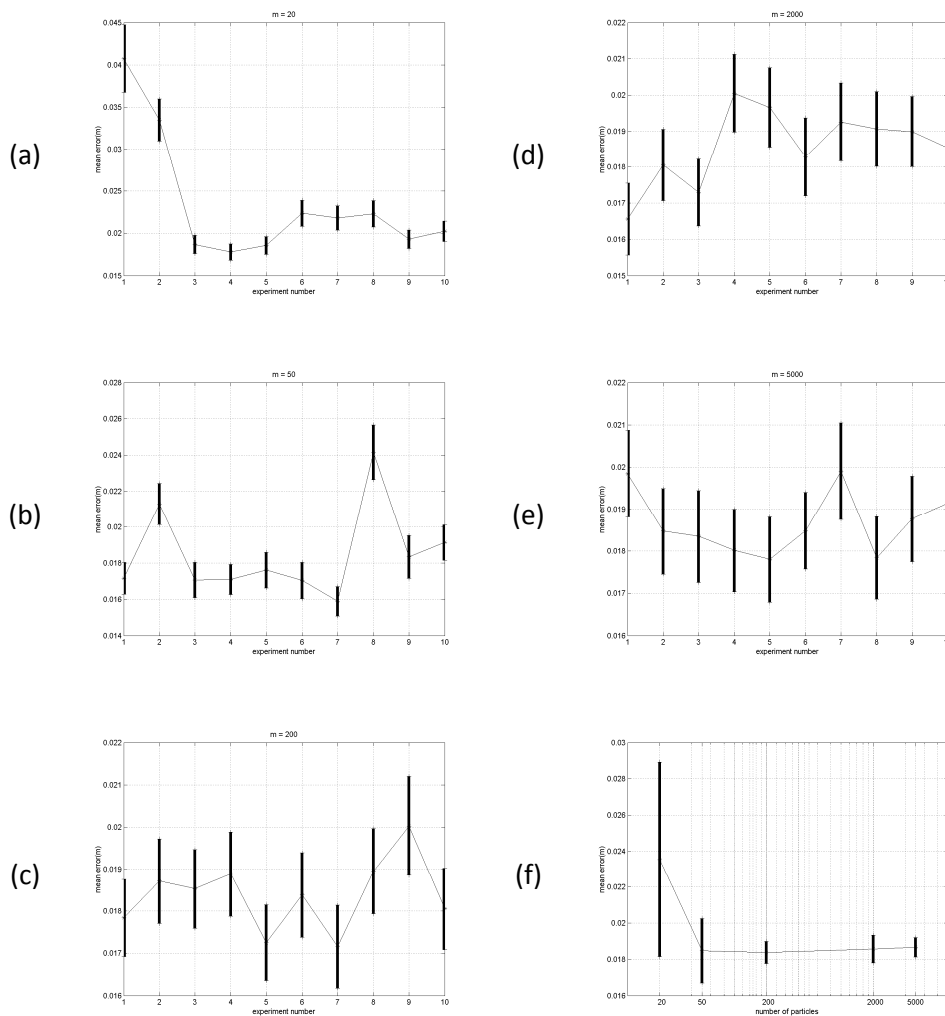 (a)
m = 20
mean error(m)
0.045
0.04
0.035
0.03
0.025
0.02
0.015
1 2 3 4 5 6 7 8 9 10
experiment number
(d)
m = 2000
mean error(m)
0.022
0.021
0.02
0.019
0.018
0.017
0.016
0.015
1 2 3 4 5 6 7 8 9
experiment number
(b)
m = 50
mean error(m)
0.028
0.026
0.024
0.022
0.02
0.018
0.016
0.014
1 2 3 4 5 6 7 8 9 10
experiment number
(e)
m = 5000
mean error(m)
0.022
0.021
0.02
0.019
0.018
0.017
0.016
1 2 3 4 5 6 7 8 9
experiment number
(c)
m = 200
mean error(m)
0.022
0.021
0.02
0.019
0.018
0.017
0.016
1 2 3 4 5 6 7 8 9 10
experiment number
(f)
mean error(m)
0.03
0.028
0.026
0.024
0.022
0.02
0.018
0.016
20 50 200 2000 5000
number of particles